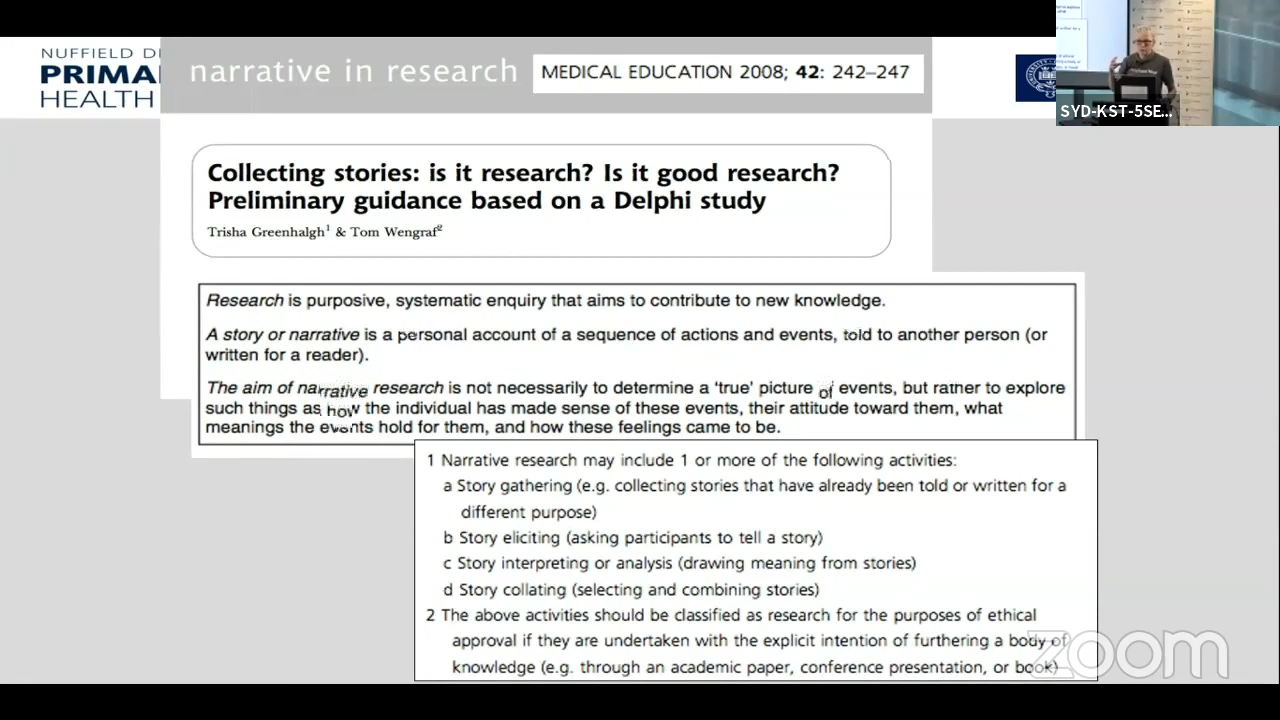 NUFFIELD D
PRIMA
HEALTH
narrative in research
MEDICAL EDUCATION 2008; 42: 242–247
SYD-KST-5SE...
Collecting stories: is it research? Is it good research?
Preliminary guidance based on a Delphi study
Trisha Greenhalgh1 & Tom Wengraf2
Research is purposive, systematic enquiry that aims to contribute to new knowledge.
A story or narrative is a personal account of a sequence of actions and events, told to another person (or
written for a reader).
The aim of narrative research is not necessarily to determine a 'true' picture of events, but rather to explore
such things as how the individual has made sense of these events, their attitude toward them, what
meanings the events hold for them, and how these feelings came to be.
1 Narrative research may include 1 or more of the following activities:
a Story gathering (e.g. collecting stories that have already been told or written for a
different purpose)
b Story eliciting (asking participants to tell a story)
c Story interpreting or analysis (drawing meaning from stories)
d Story collating (selecting and combining stories)
2 The above activities should be classified as research for the purposes of ethical
approval if they are undertaken with the explicit intention of furthering a body of
knowledge (e.g. through an academic paper, conference presentation, or book)
zoom